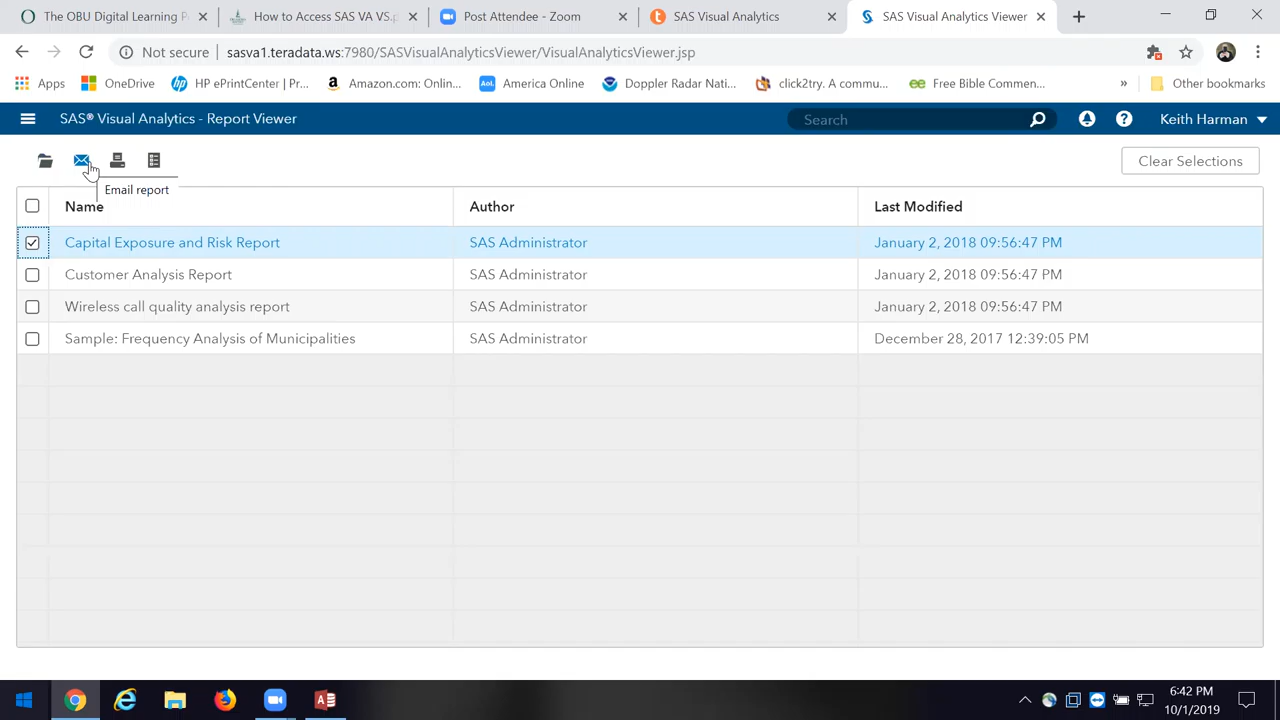 The OBU Digital Learning P
How to Access SAS VA VS.p
Post Attendee - Zoom
SAS Visual Analytics
SAS Visual Analytics Viewer
Not secure
sasva1.teradata.ws:7980/SASVisualAnalyticsViewer/VisualAnalyticsViewer.jsp
Apps
OneDrive
HP ePrintCenter | Pr...
Amazon.com: Onlin...
America Online
Doppler Radar Nati...
click2try. A commu...
Free Bible Commen...
»
Other bookmarks
SAS® Visual Analytics - Report Viewer
Search
Keith Harman
Clear Selections
Email report
Name
Author
Last Modified
Capital Exposure and Risk Report
SAS Administrator
January 2, 2018 09:56:47 PM
Customer Analysis Report
SAS Administrator
January 2, 2018 09:56:47 PM
Wireless call quality analysis report
SAS Administrator
January 2, 2018 09:56:47 PM
Sample: Frequency Analysis of Municipalities
SAS Administrator
December 28, 2017 12:39:05 PM
6:42 PM
10/1/2019